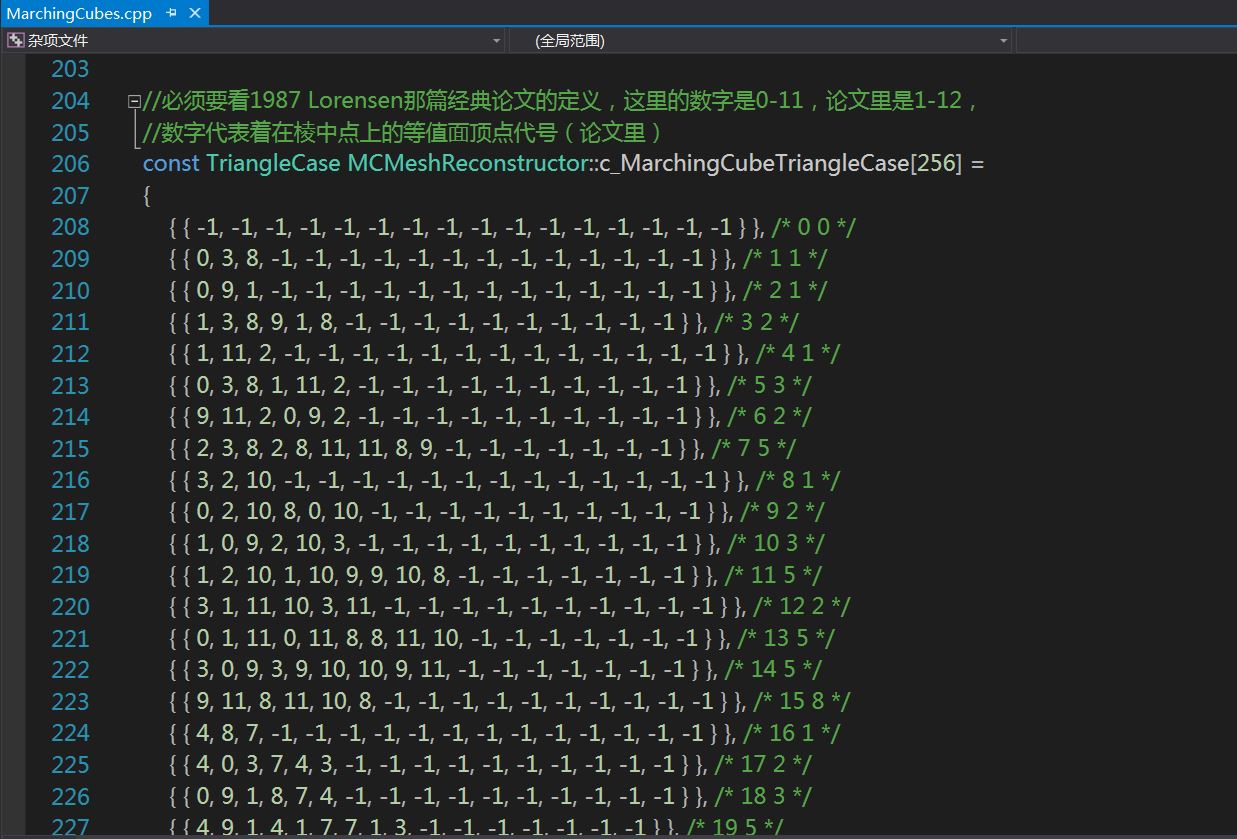 MarchingCubes.cpp
杂项文件 (全局范围)
203
204 //必须要看1987 Lorensen那篇经典论文的定义，这里的数字是0-11，论文里是1-12，
205 //数字代表着在棱中点上的等值面顶点代号（论文里）
206 const TriangleCase MCMeshReconstructor::c_MarchingCubeTriangleCase[256] =
207 {
208 { { -1, -1, -1, -1, -1, -1, -1, -1, -1, -1, -1, -1, -1, -1, -1, -1 } }, /* 0 0 */
209 { { 0, 3, 8, -1, -1, -1, -1, -1, -1, -1, -1, -1, -1, -1, -1, -1 } }, /* 1 1 */
210 { { 0, 9, 1, -1, -1, -1, -1, -1, -1, -1, -1, -1, -1, -1, -1, -1 } }, /* 2 1 */
211 { { 1, 3, 8, 9, 1, 8, -1, -1, -1, -1, -1, -1, -1, -1, -1, -1 } }, /* 3 2 */
212 { { 1, 11, 2, -1, -1, -1, -1, -1, -1, -1, -1, -1, -1, -1, -1, -1 } }, /* 4 1 */
213 { { 0, 3, 8, 1, 11, 2, -1, -1, -1, -1, -1, -1, -1, -1, -1, -1 } }, /* 5 3 */
214 { { 9, 11, 2, 0, 9, 2, -1, -1, -1, -1, -1, -1, -1, -1, -1, -1 } }, /* 6 2 */
215 { { 2, 3, 8, 2, 8, 11, 11, 8, 9, -1, -1, -1, -1, -1, -1, -1 } }, /* 7 5 */
216 { { 3, 2, 10, -1, -1, -1, -1, -1, -1, -1, -1, -1, -1, -1, -1, -1 } }, /* 8 1 */
217 { { 0, 2, 10, 8, 0, 10, -1, -1, -1, -1, -1, -1, -1, -1, -1, -1 } }, /* 9 2 */
218 { { 1, 0, 9, 2, 10, 3, -1, -1, -1, -1, -1, -1, -1, -1, -1, -1 } }, /* 10 3 */
219 { { 1, 2, 10, 1, 10, 9, 9, 10, 8, -1, -1, -1, -1, -1, -1, -1 } }, /* 11 5 */
220 { { 3, 1, 11, 10, 3, 11, -1, -1, -1, -1, -1, -1, -1, -1, -1, -1 } }, /* 12 2 */
221 { { 0, 1, 11, 0, 11, 8, 8, 11, 10, -1, -1, -1, -1, -1, -1, -1 } }, /* 13 5 */
222 { { 3, 0, 9, 3, 9, 10, 10, 9, 11, -1, -1, -1, -1, -1, -1, -1 } }, /* 14 5 */
223 { { 9, 11, 8, 11, 10, 8, -1, -1, -1, -1, -1, -1, -1, -1, -1, -1 } }, /* 15 8 */
224 { { 4, 8, 7, -1, -1, -1, -1, -1, -1, -1, -1, -1, -1, -1, -1, -1 } }, /* 16 1 */
225 { { 4, 0, 3, 7, 4, 3, -1, -1, -1, -1, -1, -1, -1, -1, -1, -1 } }, /* 17 2 */
226 { { 0, 9, 1, 8, 7, 4, -1, -1, -1, -1, -1, -1, -1, -1, -1, -1 } }, /* 18 3 */
227 { { 4, 9, 1, 4, 1, 7, 7, 1, 3, -1, -1, -1, -1, -1, -1, -1 } }, /* 19 5 */